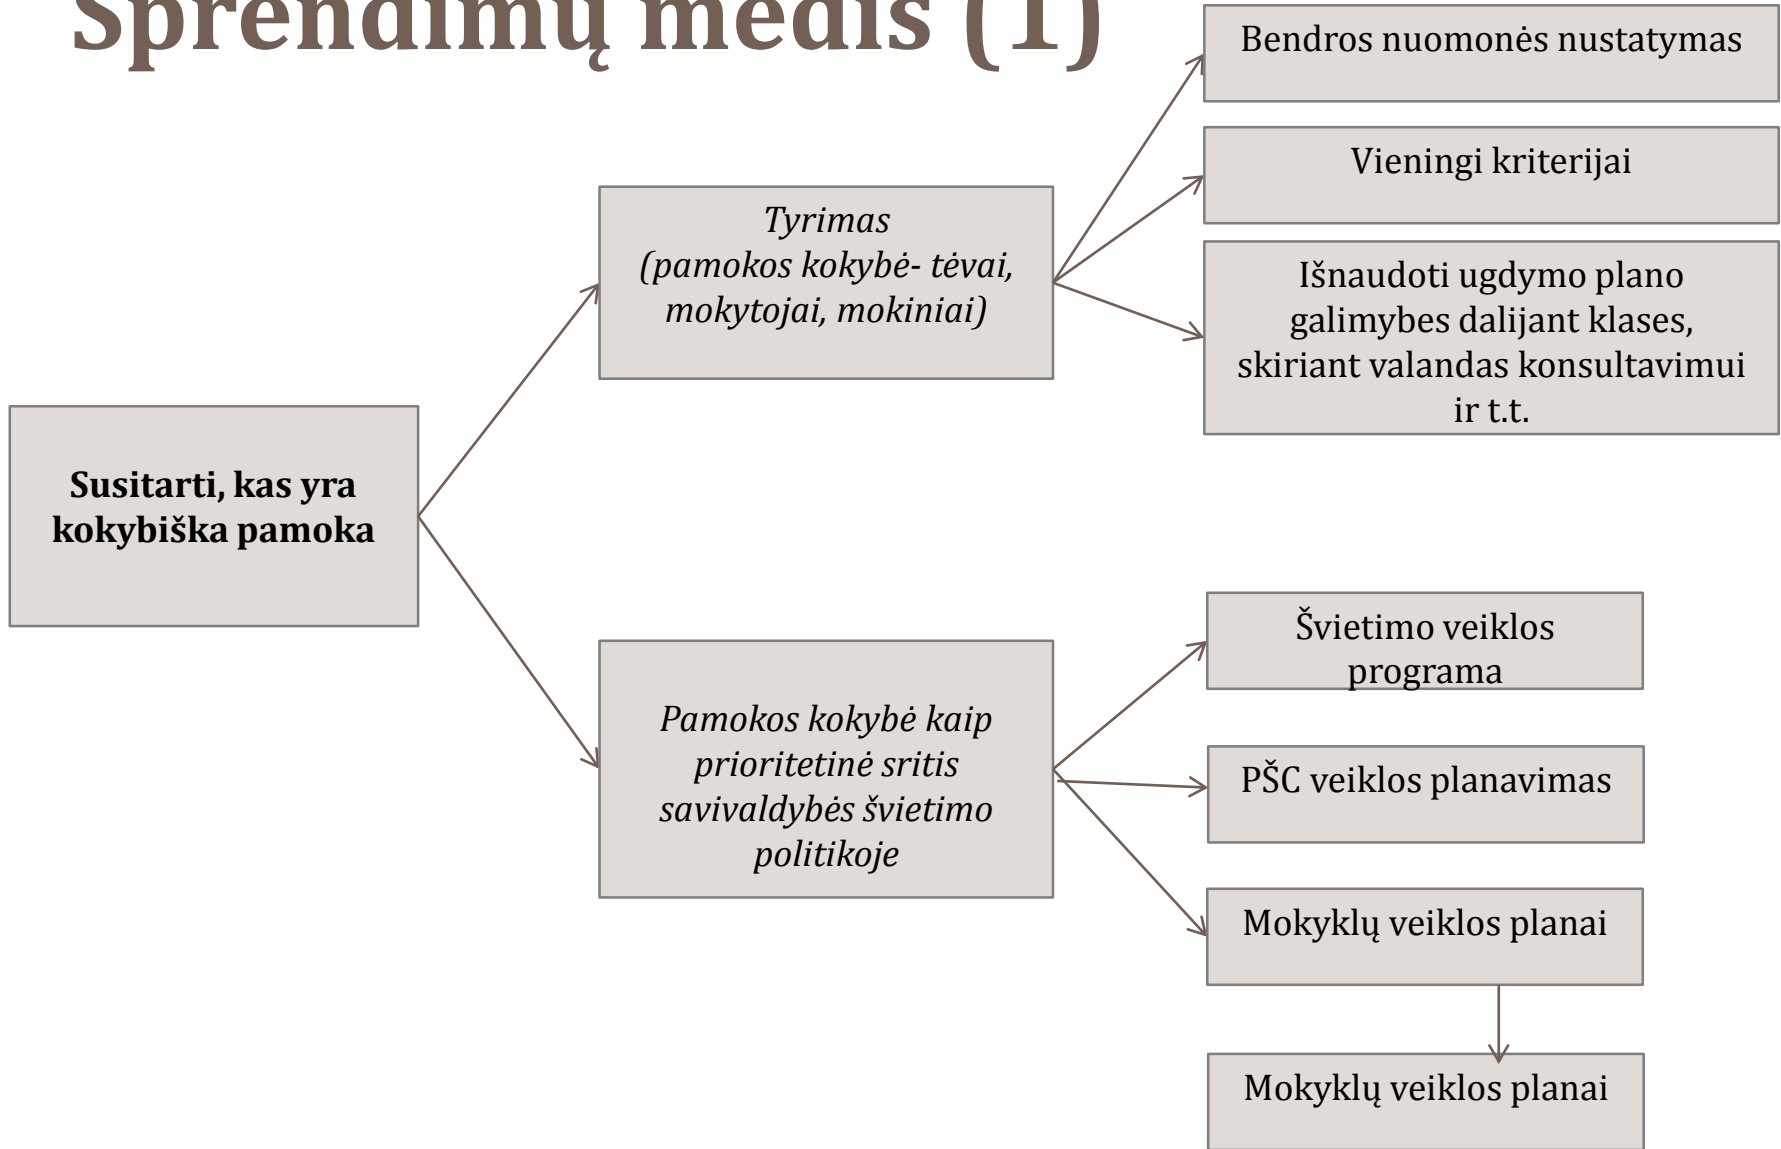 Sprendimų medis (1)
Bendros nuomonės nustatymas
Vieningi kriterijai
Tyrimas
(pamokos kokybė- tėvai,
mokytojai, mokiniai)
Išnaudoti ugdymo plano
galimybes dalijant klases,
skiriant valandas konsultavimui
ir t.t.
Susitarti, kas yra
kokybiška pamoka
Švietimo veiklos
programa
Pamokos kokybė kaip
prioritetinė sritis
savivaldybės švietimo
politikoje
PŠC veiklos planavimas
Mokyklų veiklos planai
Mokyklų veiklos planai